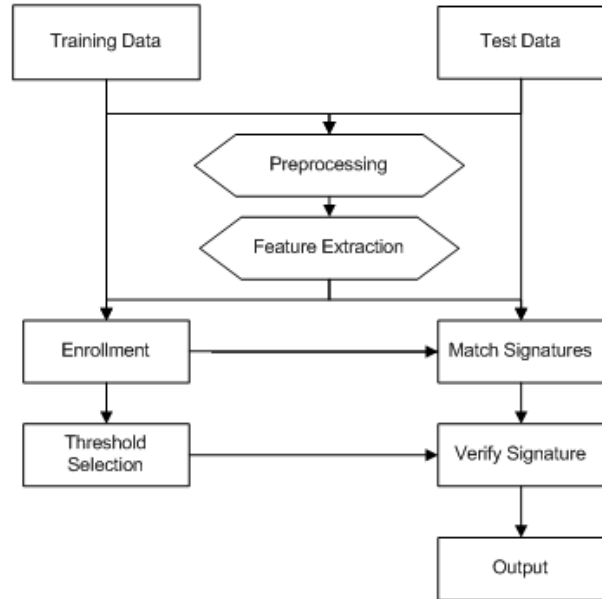 Training Data
Test Data
Preprocessing
Feature Extraction
Enrollment
Match Signatures
Threshold
Selection
Verify Signature
Output